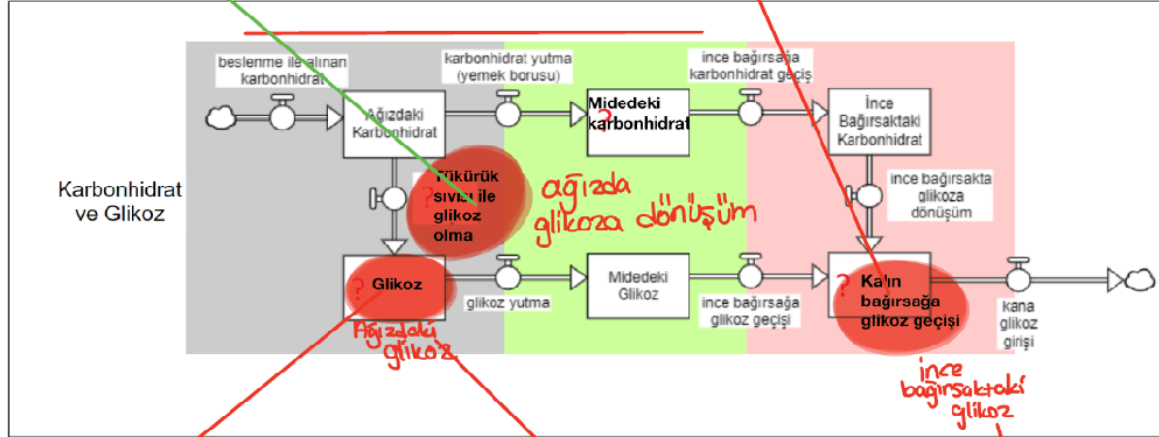 beslenme ile alınan
karbonhidrat
karbonhidrat yutma
(yemek borusu)
ince bağırsağa
karbonhidrat geçiş
Ağızdaki
Karbonhidrat
Midedeki
?
karbonhidrat
İnce
Bağırsaktaki
Karbonhidrat
Karbonhidrat
ve Glikoz
?
Tükürük
sıvısı ile
glikoz
olma
ağızda
glikoza dönüşüm
ince bağırsakta
glikoza
dönüşüm
?
Glikoz
glikoz yutma
Midedeki
Glikoz
ince bağırsağa
glikoz geçişi
?
Kalın
bağırsağa
glikoz geçişi
kana
glikoz
girişi
Ağızdaki
glikoz
ince
bağırsaktaki
glikoz